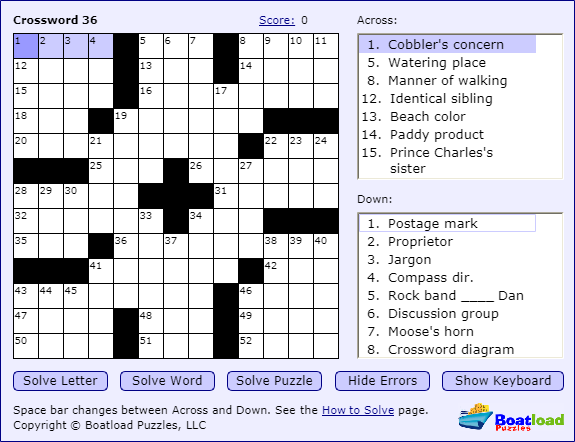 Crossword 36
Score: 0
1 2 3 4 5 6 7 8 9 10 11
12 13 14
15 16 17
18 19
20 21 22 23 24
25 26 27
28 29 30 31
32 33 34
35 36 37 38 39 40
41 42
43 44 45 46
47 48 49
50 51 52
Across:
1. Cobbler's concern
5. Watering place
8. Manner of walking
12. Identical sibling
13. Beach color
14. Paddy product
15. Prince Charles's
sister
Down:
1. Postage mark
2. Proprietor
3. Jargon
4. Compass dir.
5. Rock band ____ Dan
6. Discussion group
7. Moose's horn
8. Crossword diagram
Solve Letter Solve Word Solve Puzzle Hide Errors Show Keyboard
Space bar changes between Across and Down. See the How to Solve page.
Copyright © Boatload Puzzles, LLC
Boatload
Puzzles